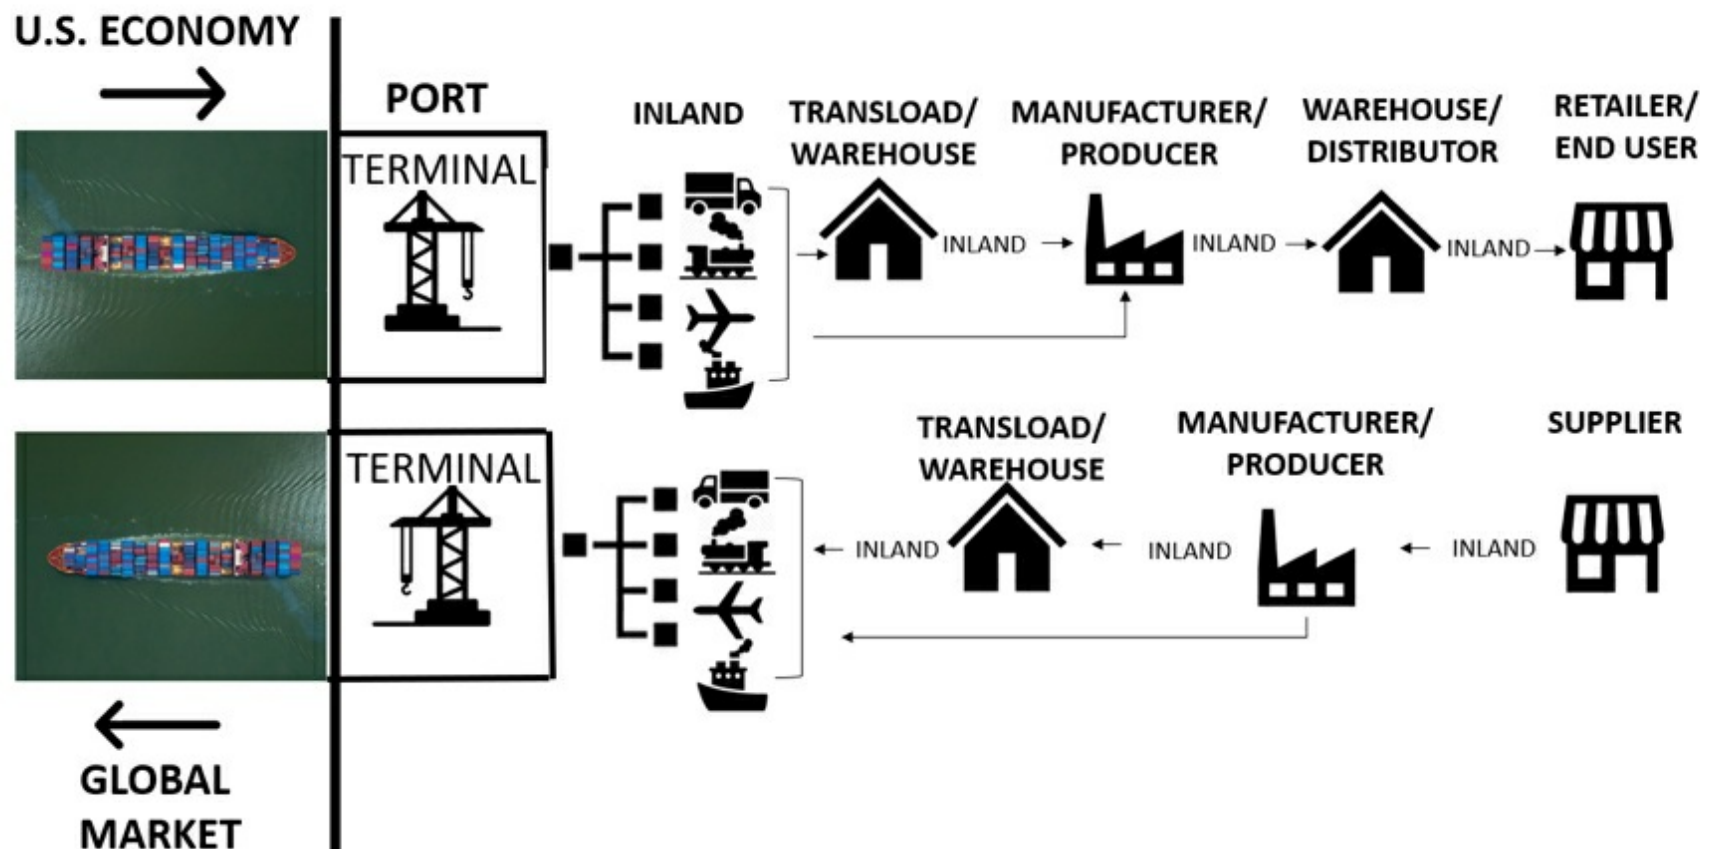 U.S. ECONOMY
PORT
INLAND
TRANSLOAD/
WAREHOUSE
MANUFACTURER/
PRODUCER
WAREHOUSE/
DISTRIBUTOR
RETAILER/
END USER
TERMINAL
INLAND
INLAND
INLAND
TRANSLOAD/
WAREHOUSE
MANUFACTURER/
PRODUCER
SUPPLIER
TERMINAL
INLAND
INLAND
INLAND
GLOBAL
MARKET